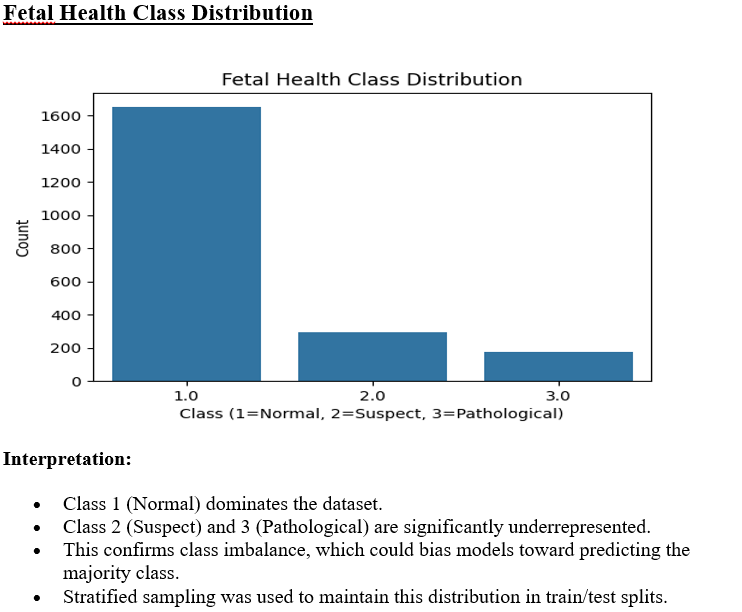 Fetal Health Class Distribution
Fetal Health Class Distribution
1600
1400
1200
1000
800
600
400
200
0
Count
1.0 2.0 3.0
Class (1=Normal, 2=Suspect, 3=Pathological)
Interpretation:
• Class 1 (Normal) dominates the dataset.
• Class 2 (Suspect) and 3 (Pathological) are significantly underrepresented.
• This confirms class imbalance, which could bias models toward predicting the
majority class.
• Stratified sampling was used to maintain this distribution in train/test splits.